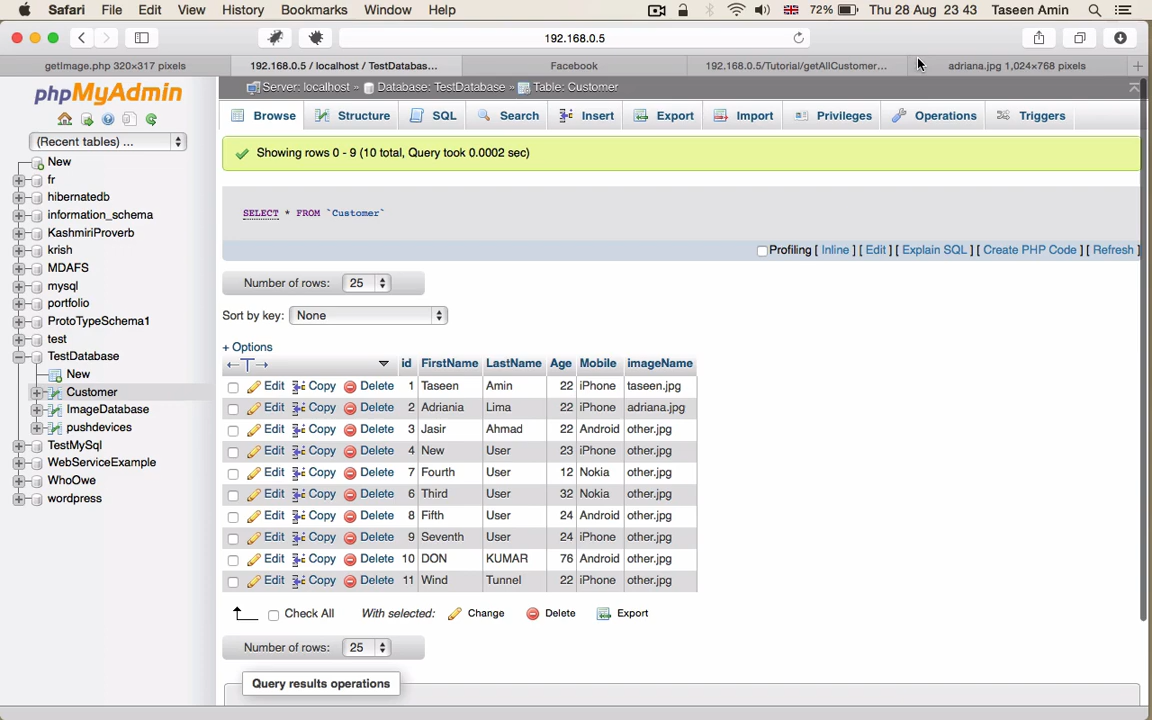 Safari File Edit View History Bookmarks Window Help 72% Thu 28 Aug 23 43 Taseen Amin
192.168.0.5
getImage.php 320×317 pixels 192.168.0.5 / localhost / TestDatabas... Facebook 192.168.0.5/Tutorial/getAllCustomer... adriana.jpg 1,024×768 pixels
phpMyAdmin
(Recent tables) ...
New
fr
hibernatedb
information_schema
KashmiriProverb
krish
MDAFS
mysql
portfolio
ProtoTypeSchema1
test
TestDatabase
New
Customer
ImageDatabase
pushdevices
TestMySql
WebServiceExample
WhoOwe
wordpress
Server: localhost » Database: TestDatabase » Table: Customer
Browse Structure SQL Search Insert Export Import Privileges Operations Triggers
Showing rows 0 - 9 (10 total, Query took 0.0002 sec)
SELECT * FROM `Customer`
Profiling [ Inline ] [ Edit ] [ Explain SQL ] [ Create PHP Code ] [ Refresh ]
Number of rows: 25
Sort by key: None
+ Options
←T→ id FirstName LastName Age Mobile imageName
Edit Copy Delete 1 Taseen Amin 22 iPhone taseen.jpg
Edit Copy Delete 2 Adriania Lima 22 iPhone adriana.jpg
Edit Copy Delete 3 Jasir Ahmad 22 Android other.jpg
Edit Copy Delete 4 New User 23 iPhone other.jpg
Edit Copy Delete 7 Fourth User 12 Nokia other.jpg
Edit Copy Delete 6 Third User 32 Nokia other.jpg
Edit Copy Delete 8 Fifth User 24 Android other.jpg
Edit Copy Delete 9 Seventh User 24 iPhone other.jpg
Edit Copy Delete 10 DON KUMAR 76 Android other.jpg
Edit Copy Delete 11 Wind Tunnel 22 iPhone other.jpg
Check All With selected: Change Delete Export
Number of rows: 25
Query results operations